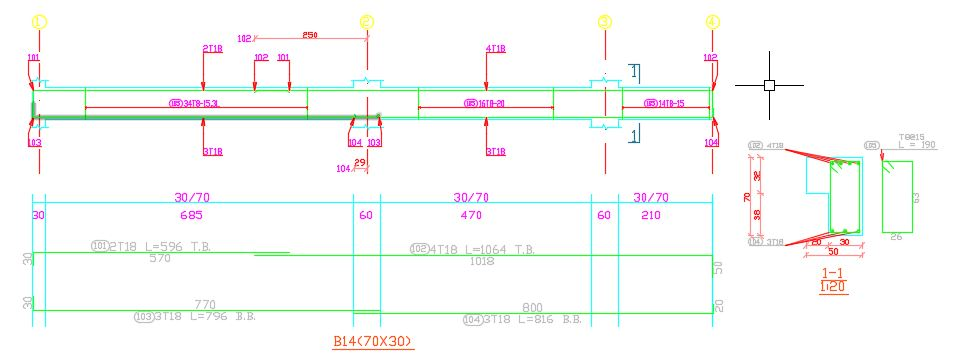 1 2 3 4
102 250
101 2T18 102 101 4T18 1 102
103 34T8-15,3L 105 16T8-20 105 14T8-15
103 3T18 104 103 3T18 1 104
104 29
30/70 30/70 30/70
30 685 60 470 60 210
101 2T18 L=596 T.B. 102 4T18 L=1064 T.B.
30 570 1018 50
30 770 800 20
103 3T18 L=796 B.B. 104 3T18 L=816 B.B.
B14(70X30)
102 4T18 105 T8@15
L = 190
70 32 38 63
104 3T18 20 30 26
50
1-1
1:20